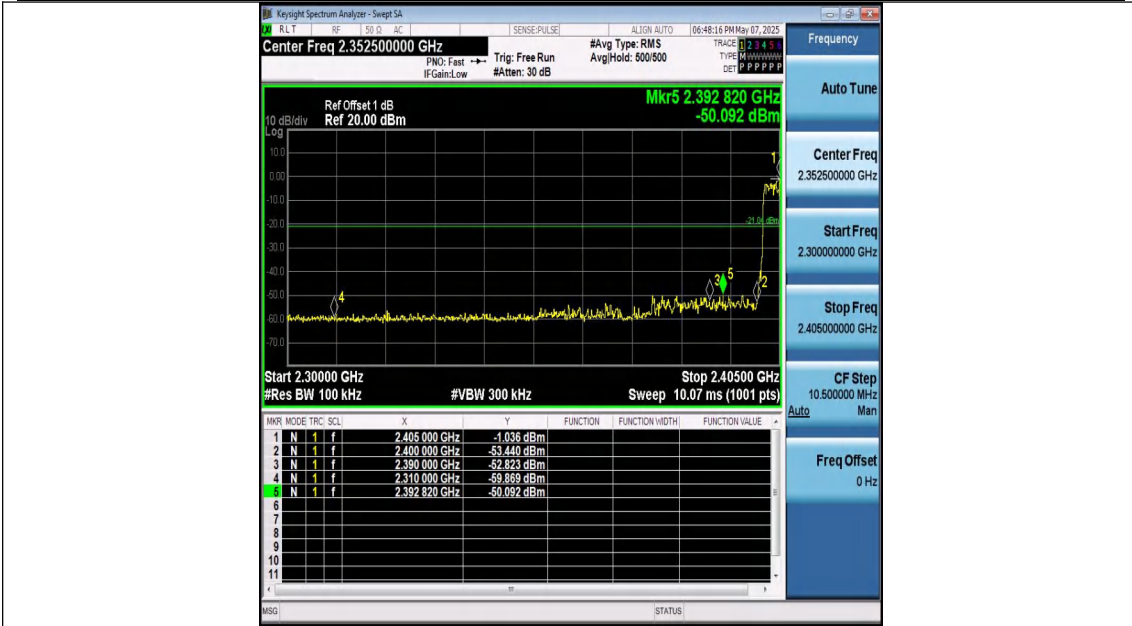 Keysight Spectrum Analyzer - Swept SA
RLT RF 50 Ω AC SENSE:PULSE ALIGN AUTO 06:48:16 PM May 07, 2025
Center Freq 2.352500000 GHz
PNO: Fast
IFGain:Low
Trig: Free Run
#Atten: 30 dB
#Avg Type: RMS
Avg|Hold: 500/500
TRACE 1 2 3 4 5 6
TYPE M W W W W W
DET P P P P P P
Ref Offset 1 dB
10 dB/div Ref 20.00 dBm
Log
Mkr5 2.392 820 GHz
-50.092 dBm
10.0
0.00
-10.0
-20.0
-30.0
-40.0
-50.0
-60.0
-70.0
1
-21.04 dBm
3
5
2
4
Start 2.30000 GHz Stop 2.40500 GHz
#Res BW 100 kHz #VBW 300 kHz Sweep 10.07 ms (1001 pts)
MKR MODE TRC SCL X Y FUNCTION FUNCTION WIDTH FUNCTION VALUE
1 N 1 f 2.405 000 GHz -1.036 dBm
2 N 1 f 2.400 000 GHz -53.440 dBm
3 N 1 f 2.390 000 GHz -52.823 dBm
4 N 1 f 2.310 000 GHz -59.869 dBm
5 N 1 f 2.392 820 GHz -50.092 dBm
6
7
8
9
10
11
MSG STATUS
Frequency
Auto Tune
Center Freq
2.352500000 GHz
Start Freq
2.300000000 GHz
Stop Freq
2.405000000 GHz
CF Step
10.500000 MHz
Auto Man
Freq Offset
0 Hz